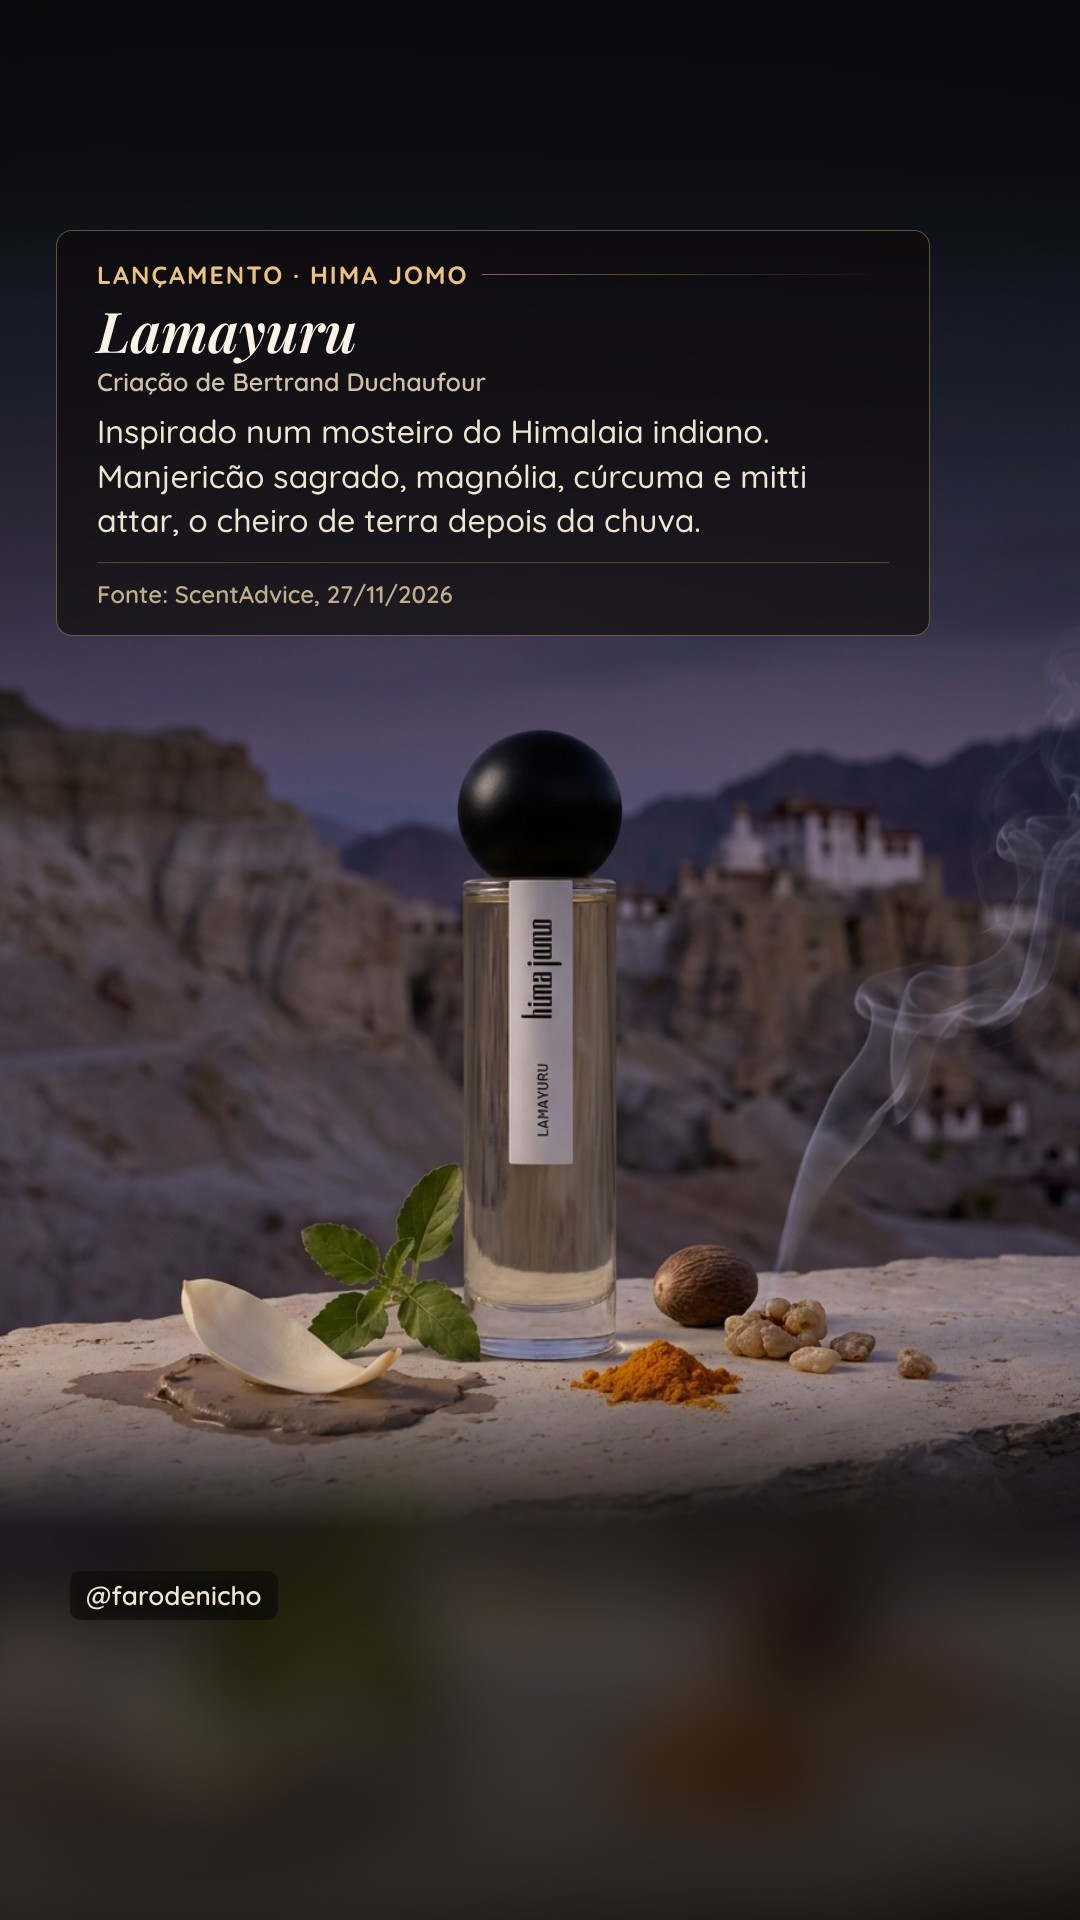 LANÇAMENTO · HIMA JOMO
Lamayuru
Criação de Bertrand Duchaufour
Inspirado num mosteiro do Himalaia indiano.
Manjericão sagrado, magnólia, cúrcuma e mitti
attar, o cheiro de terra depois da chuva.
Fonte: ScentAdvice, 27/11/2026
hima jomo
LAMAYURU
@farodenicho